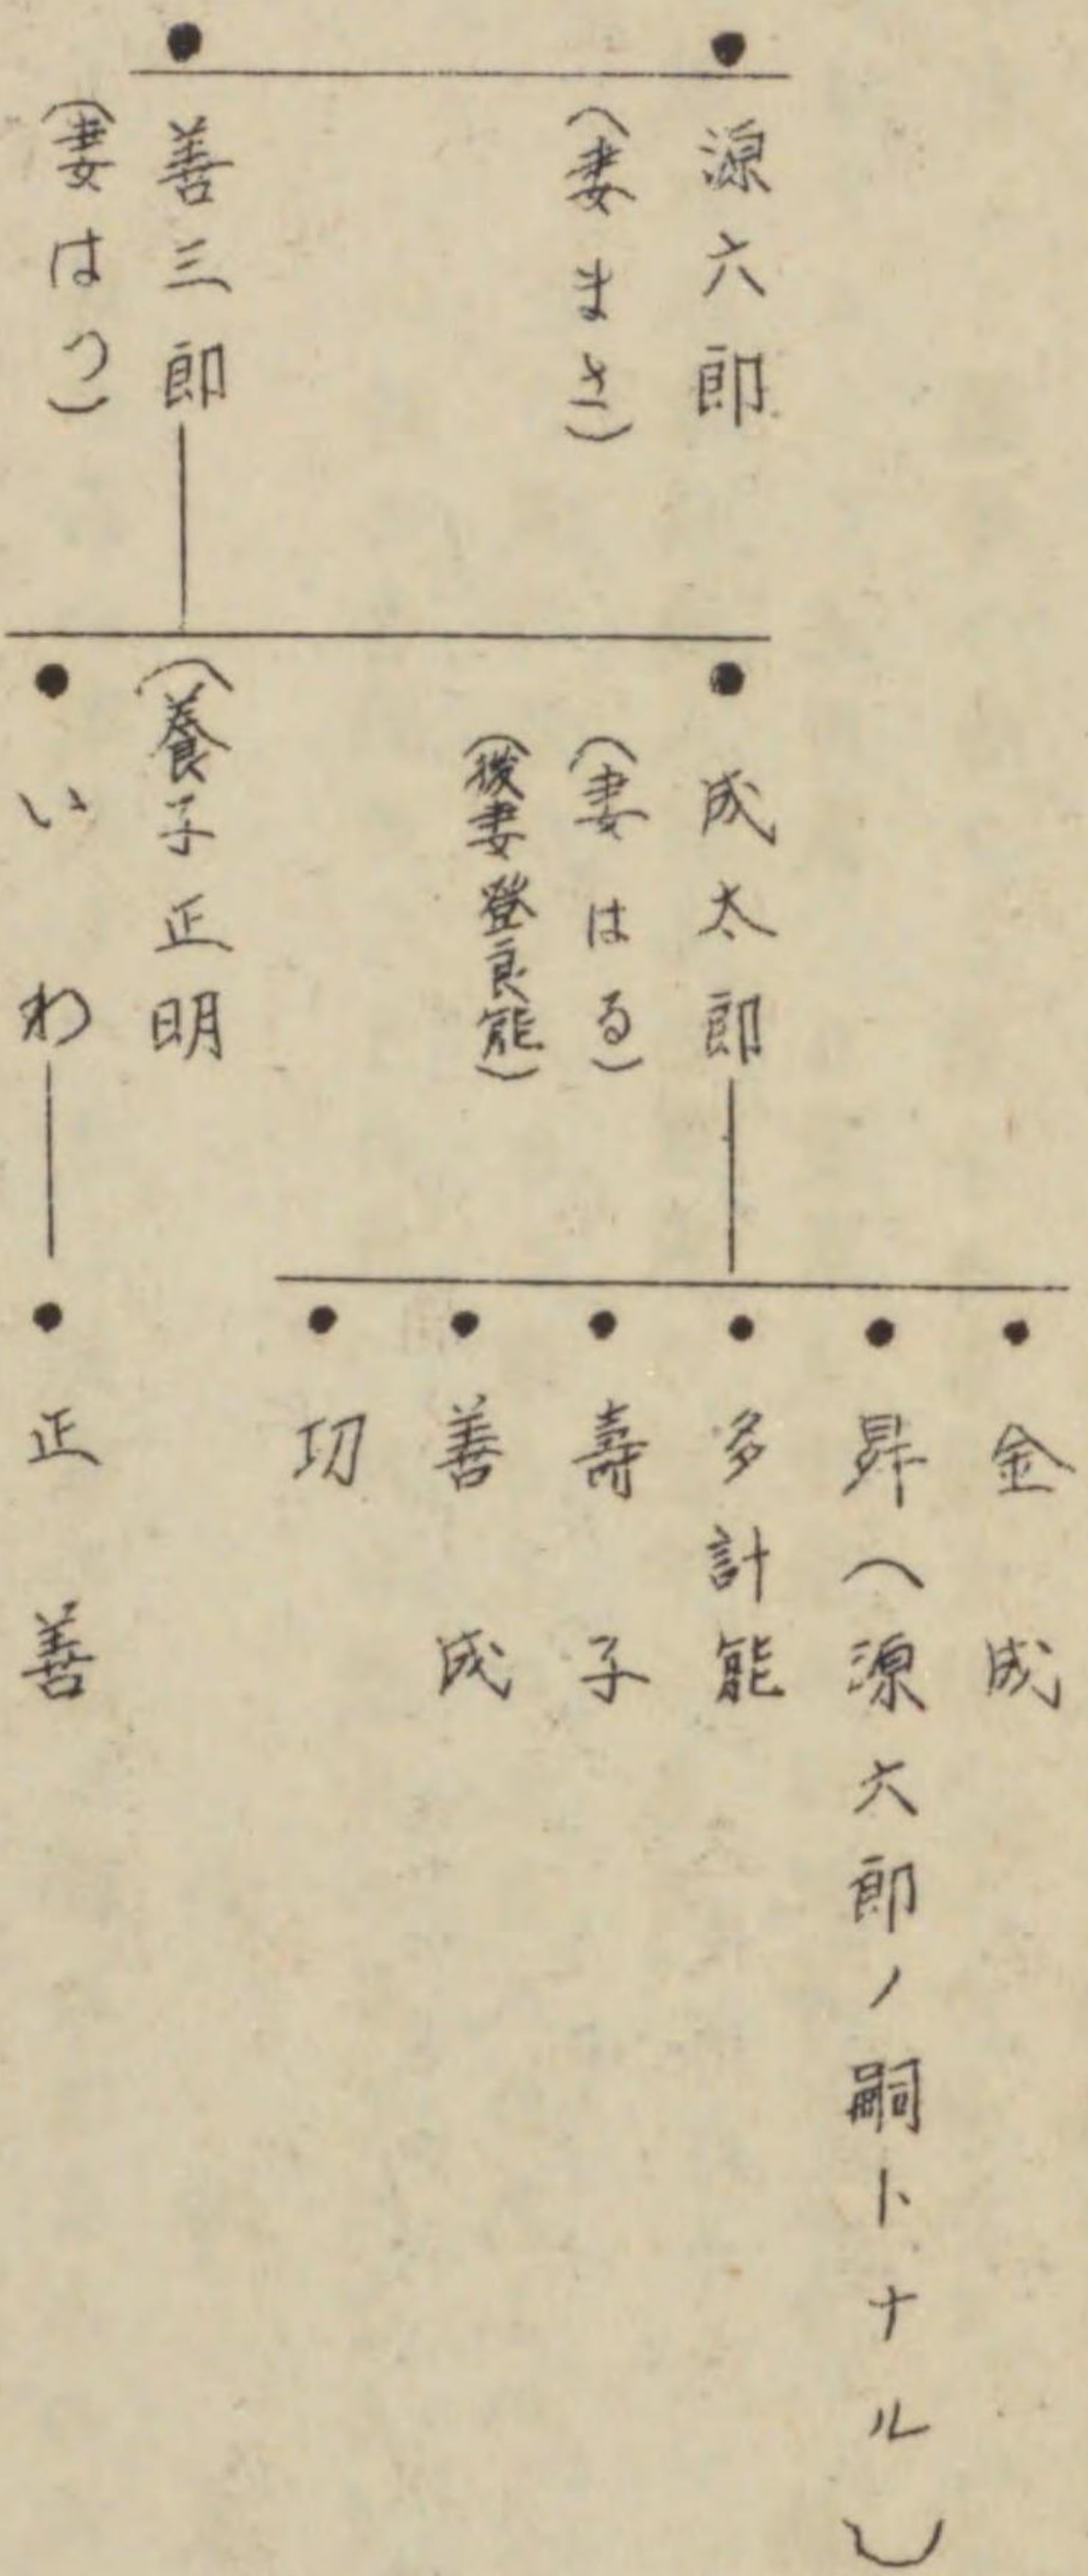 源六郎
(妻まさ)
善三郎
(妻はつ)
成太郎
(妻はる)
(後妻登良能)
(養子正明
いわ
金成
昇(源六郎ノ嗣トナル)
多計能
壽子
善成
功
正善